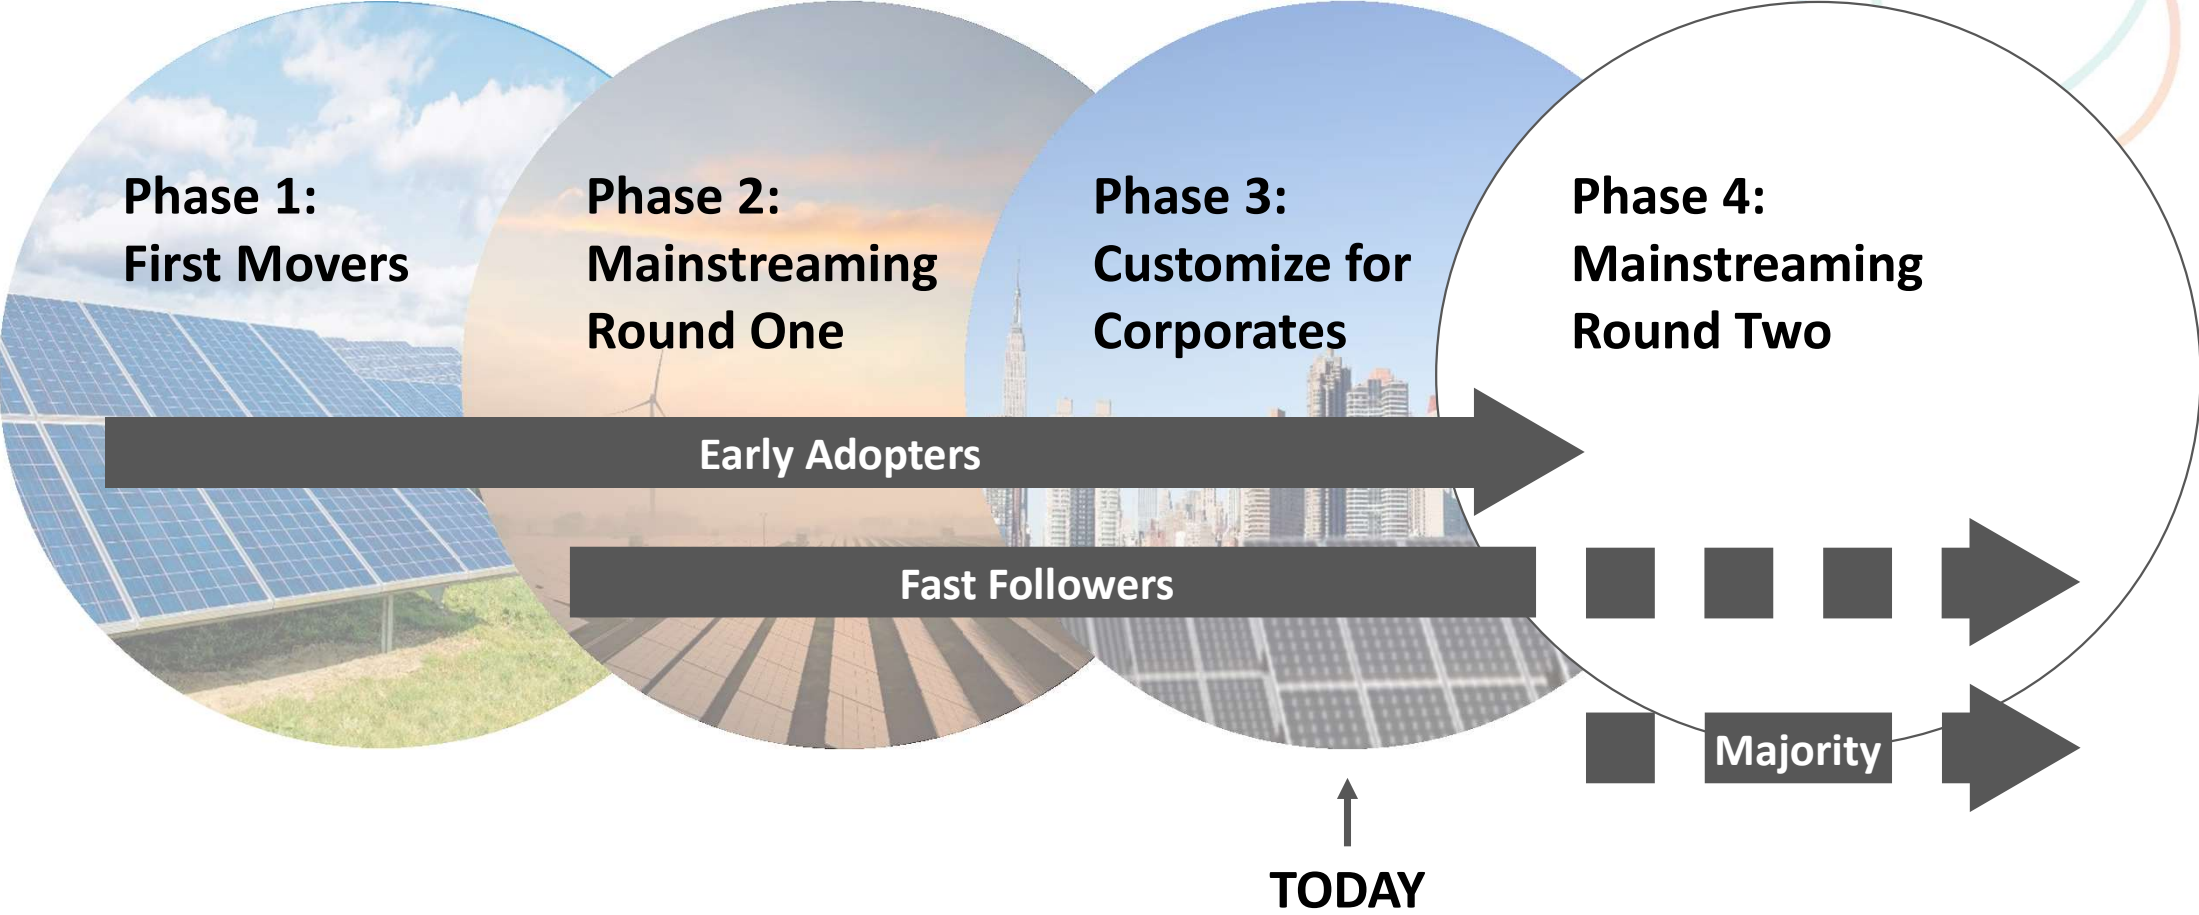 Phase 1:
First Movers
Phase 2:
Mainstreaming
Round One
Phase 3:
Customize for
Corporates
Phase 4:
Mainstreaming
Round Two
Early Adopters
Fast Followers
Majority
TODAY